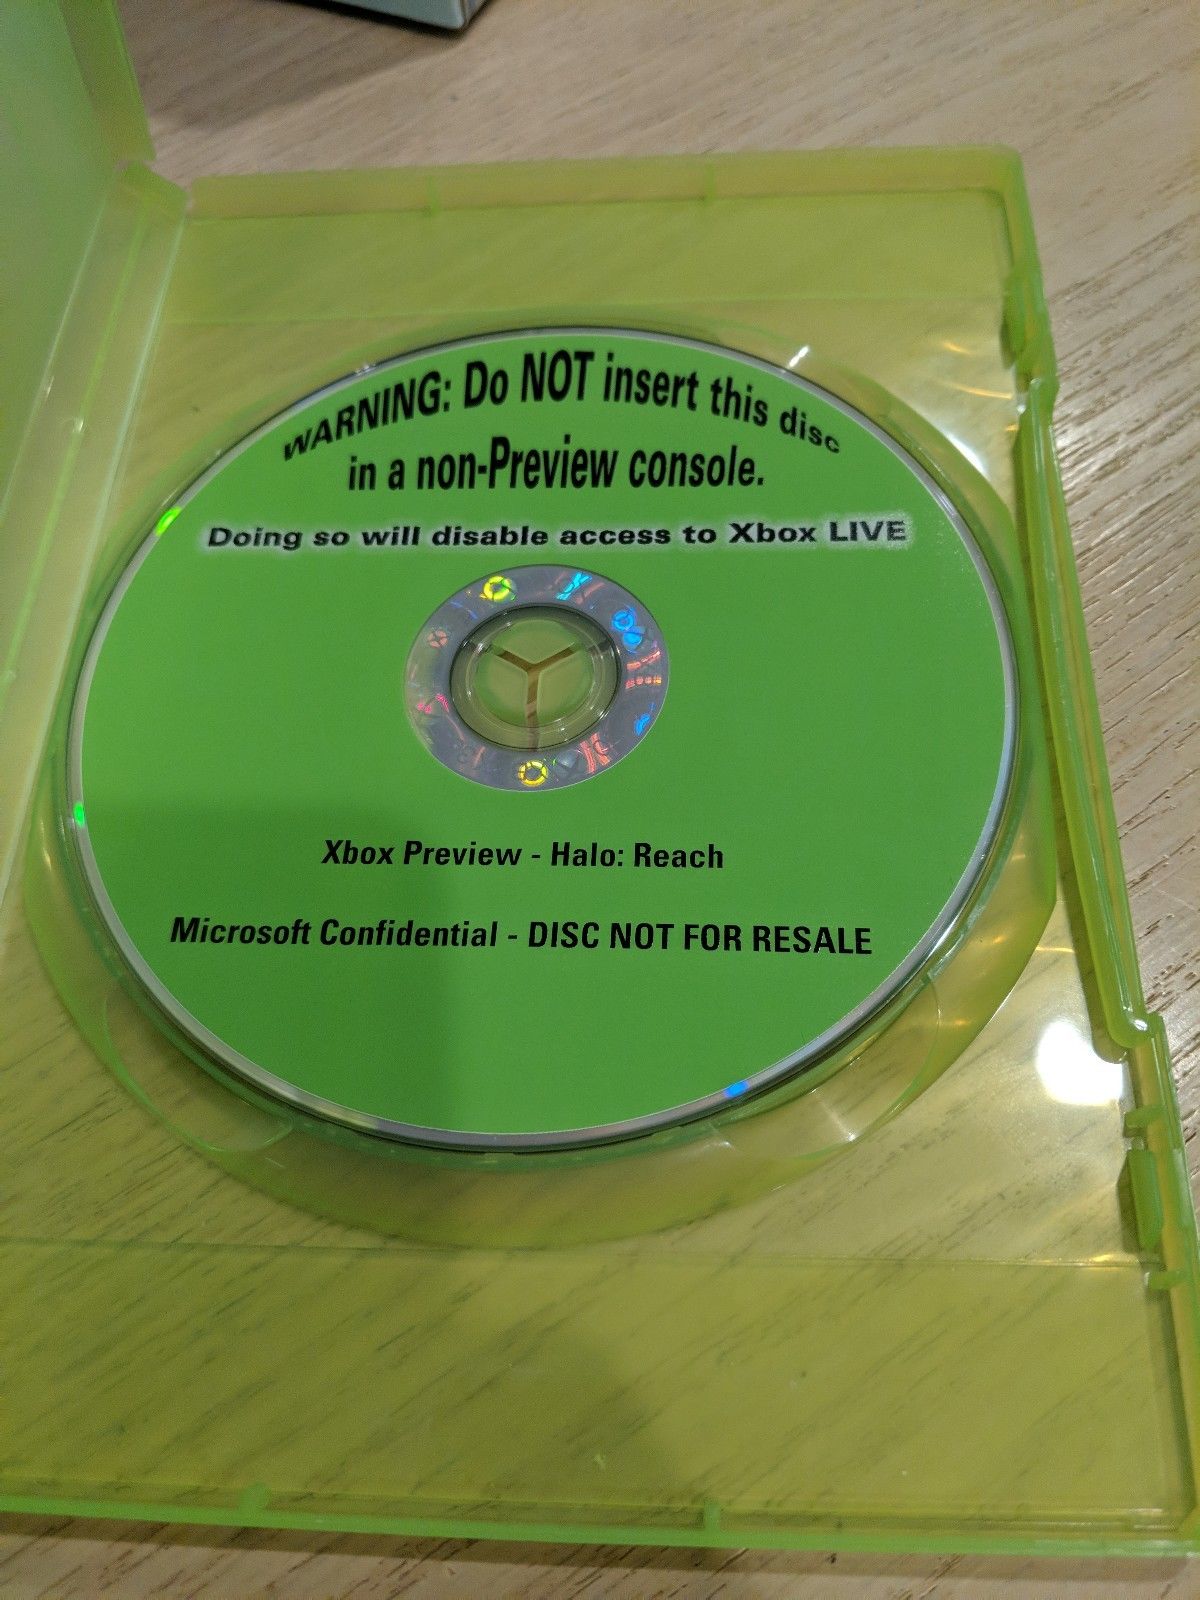 WARNING: Do NOT insert this disc
in a non-Preview console.
Doing so will disable access to Xbox LIVE
Xbox Preview - Halo: Reach
Microsoft Confidential - DISC NOT FOR RESALE